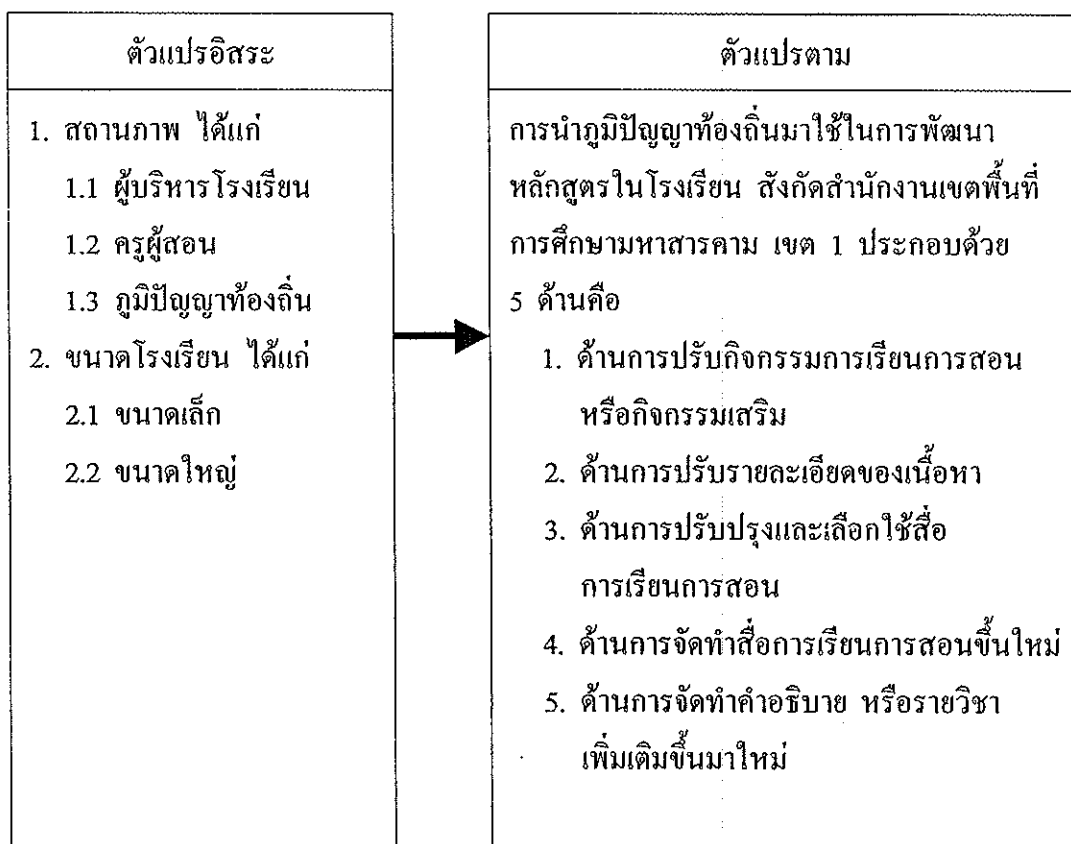 ตัวแปรอิสระ
1. สถานภาพ ได้แก่
1.1 ผู้บริหารโรงเรียน
1.2 ครูผู้สอน
1.3 ภูมิปัญญาท้องถิ่น
2. ขนาดโรงเรียน ได้แก่
2.1 ขนาดเล็ก
2.2 ขนาดใหญ่
ตัวแปรตาม
การนำภูมิปัญญาท้องถิ่นมาใช้ในการพัฒนา
หลักสูตรในโรงเรียน สังกัดสำนักงานเขตพื้นที่
การศึกษามหาสารคาม เขต 1 ประกอบด้วย
5 ด้านคือ
1. ด้านการปรับกิจกรรมการเรียนการสอน
หรือกิจกรรมเสริม
2. ด้านการปรับรายละเอียดของเนื้อหา
3. ด้านการปรับปรุงและเลือกใช้สื่อ
การเรียนการสอน
4. ด้านการจัดทำสื่อการเรียนการสอนขึ้นใหม่
5. ด้านการจัดทำคำอธิบาย หรือรายวิชา
เพิ่มเติมขึ้นมาใหม่